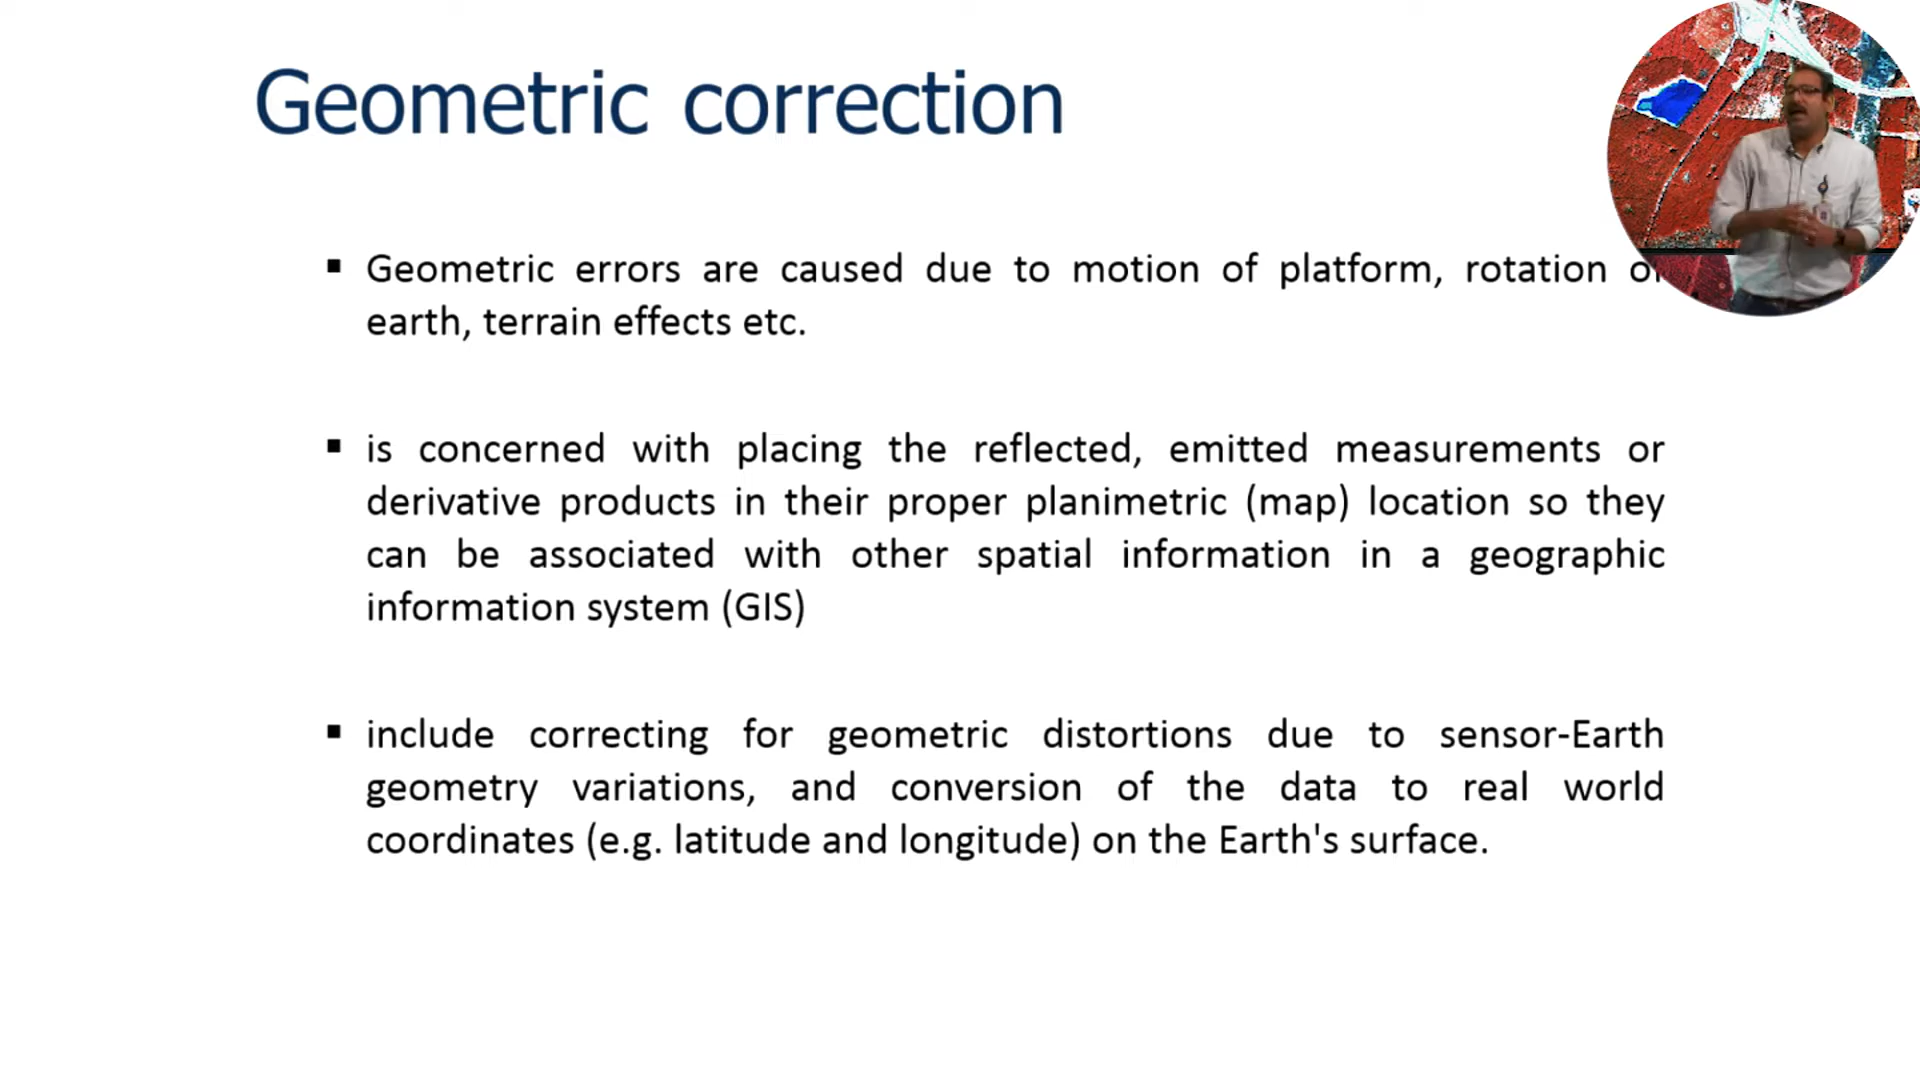 Geometric correction
▪ Geometric errors are caused due to motion of platform, rotation of
earth, terrain effects etc.
▪ is concerned with placing the reflected, emitted measurements or
derivative products in their proper planimetric (map) location so they
can be associated with other spatial information in a geographic
information system (GIS)
▪ include correcting for geometric distortions due to sensor-Earth
geometry variations, and conversion of the data to real world
coordinates (e.g. latitude and longitude) on the Earth's surface.